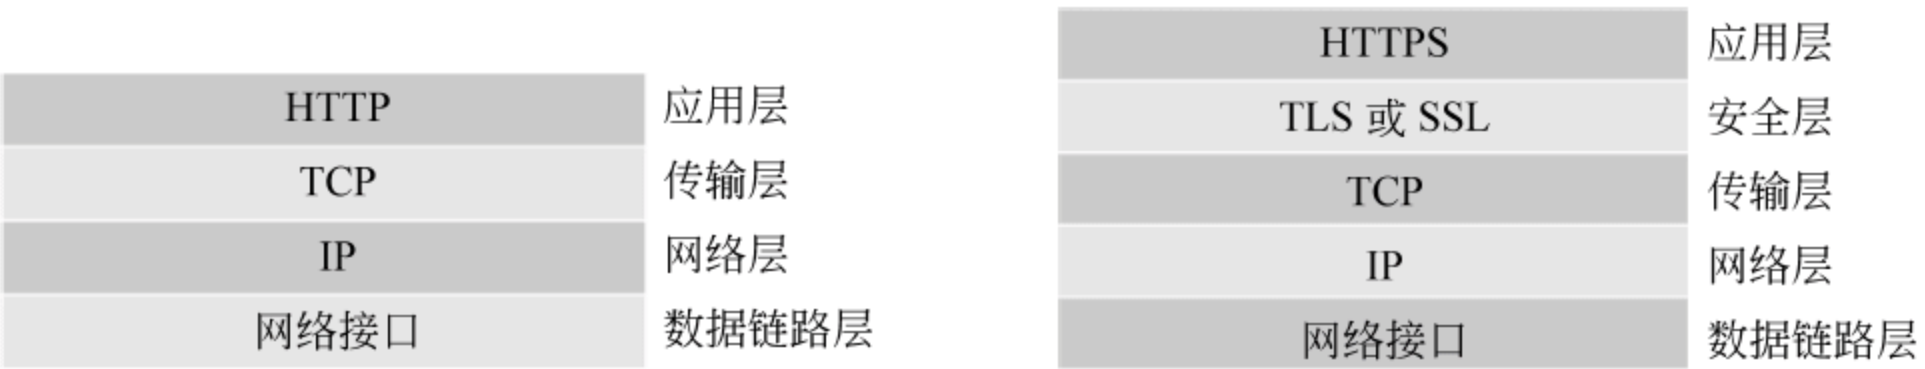 HTTP 应用层
TCP 传输层
IP 网络层
网络接口 数据链路层
HTTPS 应用层
TLS 或 SSL 安全层
TCP 传输层
IP 网络层
网络接口 数据链路层